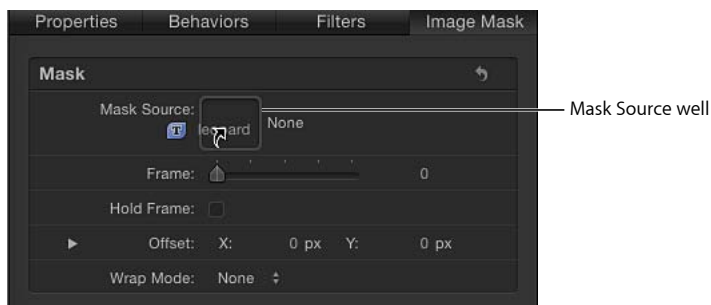 Properties Behaviors Filters Image Mask
Mask
Mask Source: None
Mask Source well
T leopard
Frame: 0
Hold Frame:
Offset: X: 0 px Y: 0 px
Wrap Mode: None